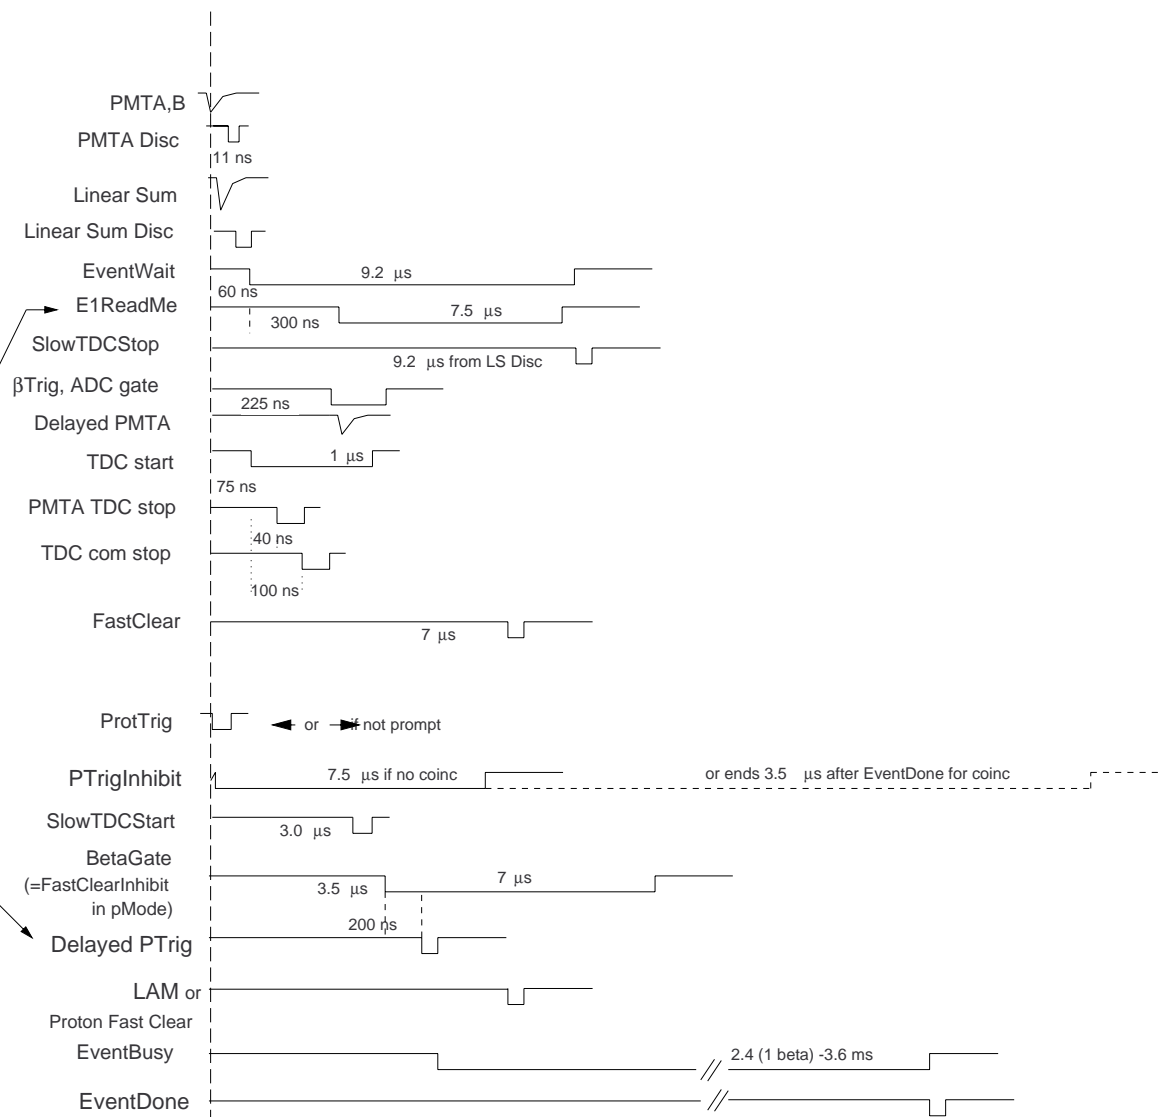 PMTA,B
PMTA Disc
11 ns
Linear Sum
Linear Sum Disc
EventWait
9.2 μs
60 ns
E1ReadMe
300 ns
7.5 μs
SlowTDCStop
9.2 μs from LS Disc
βTrig, ADC gate
225 ns
Delayed PMTA
TDC start
1 μs
75 ns
PMTA TDC stop
40 ns
TDC com stop
100 ns
FastClear
7 μs
ProtTrig
or
if not prompt
PTrigInhibit
7.5 μs if no coinc
or ends 3.5 μs after EventDone for coinc
SlowTDCStart
3.0 μs
BetaGate
(=FastClearInhibit
in pMode)
3.5 μs
7 μs
200 ns
Delayed PTrig
LAM or
Proton Fast Clear
EventBusy
2.4 (1 beta) -3.6 ms
EventDone